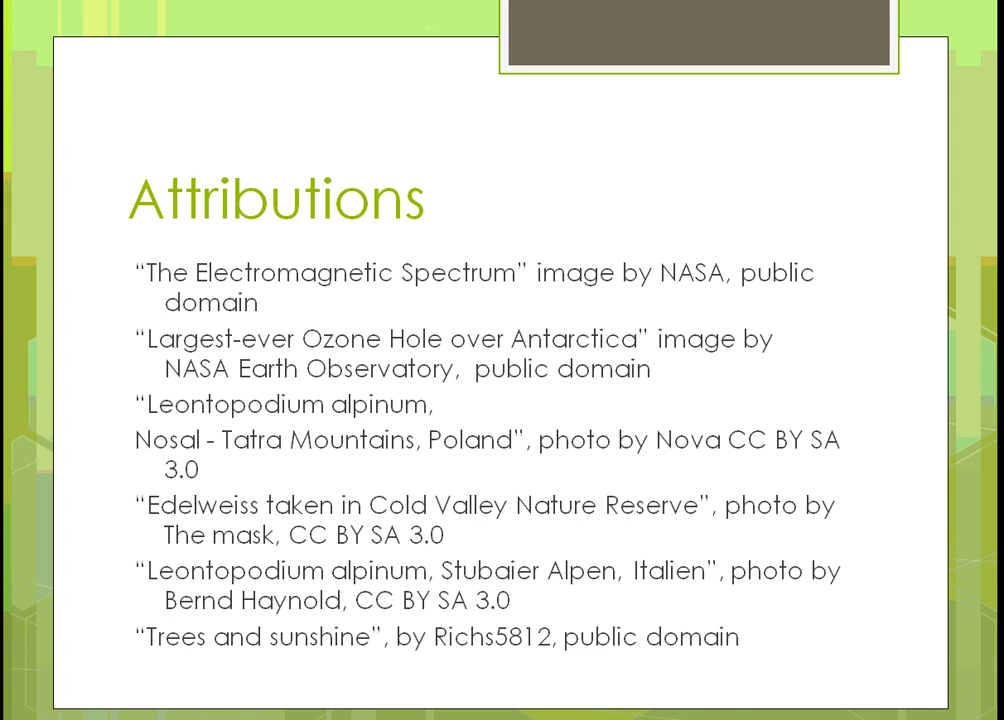 Attributions
“The Electromagnetic Spectrum” image by NASA, public
domain
“Largest-ever Ozone Hole over Antarctica” image by
NASA Earth Observatory,  public domain
“Leontopodium alpinum,
Nosal - Tatra Mountains, Poland”, photo by Nova CC BY SA
3.0
“Edelweiss taken in Cold Valley Nature Reserve”, photo by
The mask, CC BY SA 3.0
“Leontopodium alpinum, Stubaier Alpen, Italien”, photo by
Bernd Haynold, CC BY SA 3.0
“Trees and sunshine”, by Richs5812, public domain